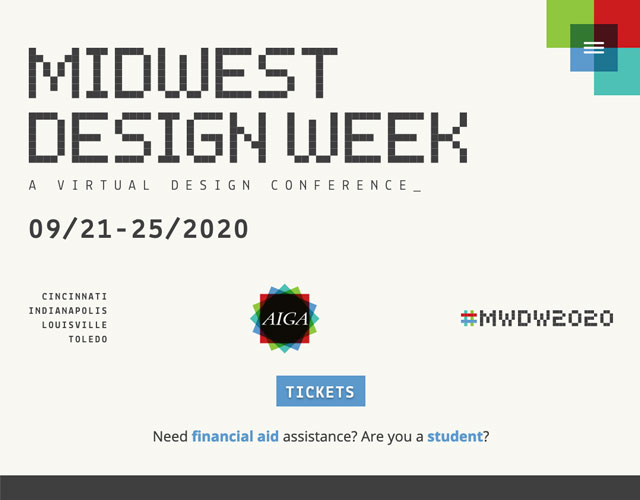 MIDWEST
DESIGN WEEK
A VIRTUAL DESIGN CONFERENCE_
09/21-25/2020
CINCINNATI
INDIANAPOLIS
LOUISVILLE
TOLEDO
AIGA
#MWDW2020
TICKETS
Need financial aid assistance? Are you a student?